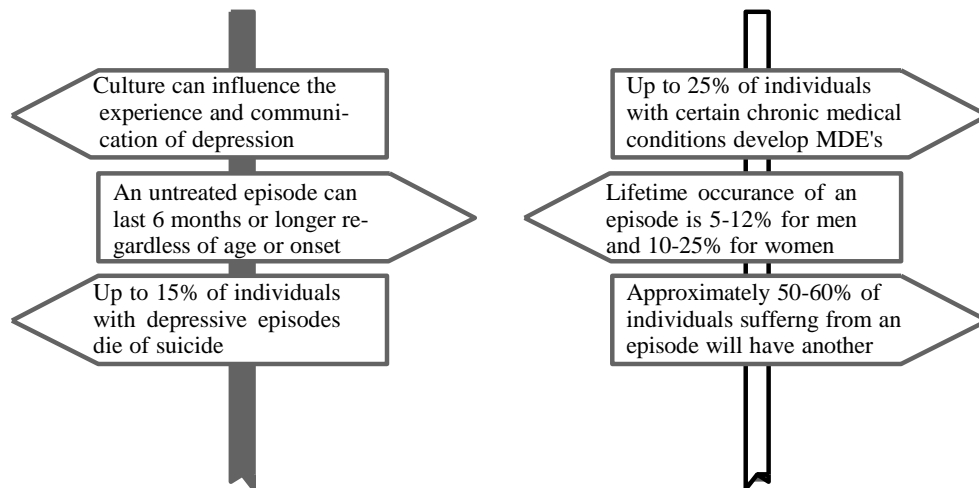 Culture can influence the
experience and communi-
cation of depression
An untreated episode can
last 6 months or longer re-
gardless of age or onset
Up to 15% of individuals
with depressive episodes
die of suicide
Up to 25% of individuals
with certain chronic medical
conditions develop MDE's
Lifetime occurance of an
episode is 5-12% for men
and 10-25% for women
Approximately 50-60% of
individuals sufferng from an
episode will have another